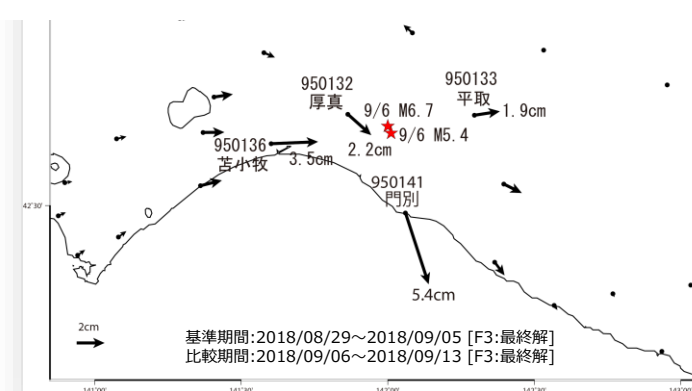 950132
厚真
950133
平取
9/6 M6.7
1.9cm
9/6 M5.4
2.2cm
950136
苫小牧
3.5cm
950141
門別
42°30'
5.4cm
2cm
基準期間:2018/08/29～2018/09/05 [F3:最終解]
比較期間:2018/09/06～2018/09/13 [F3:最終解]